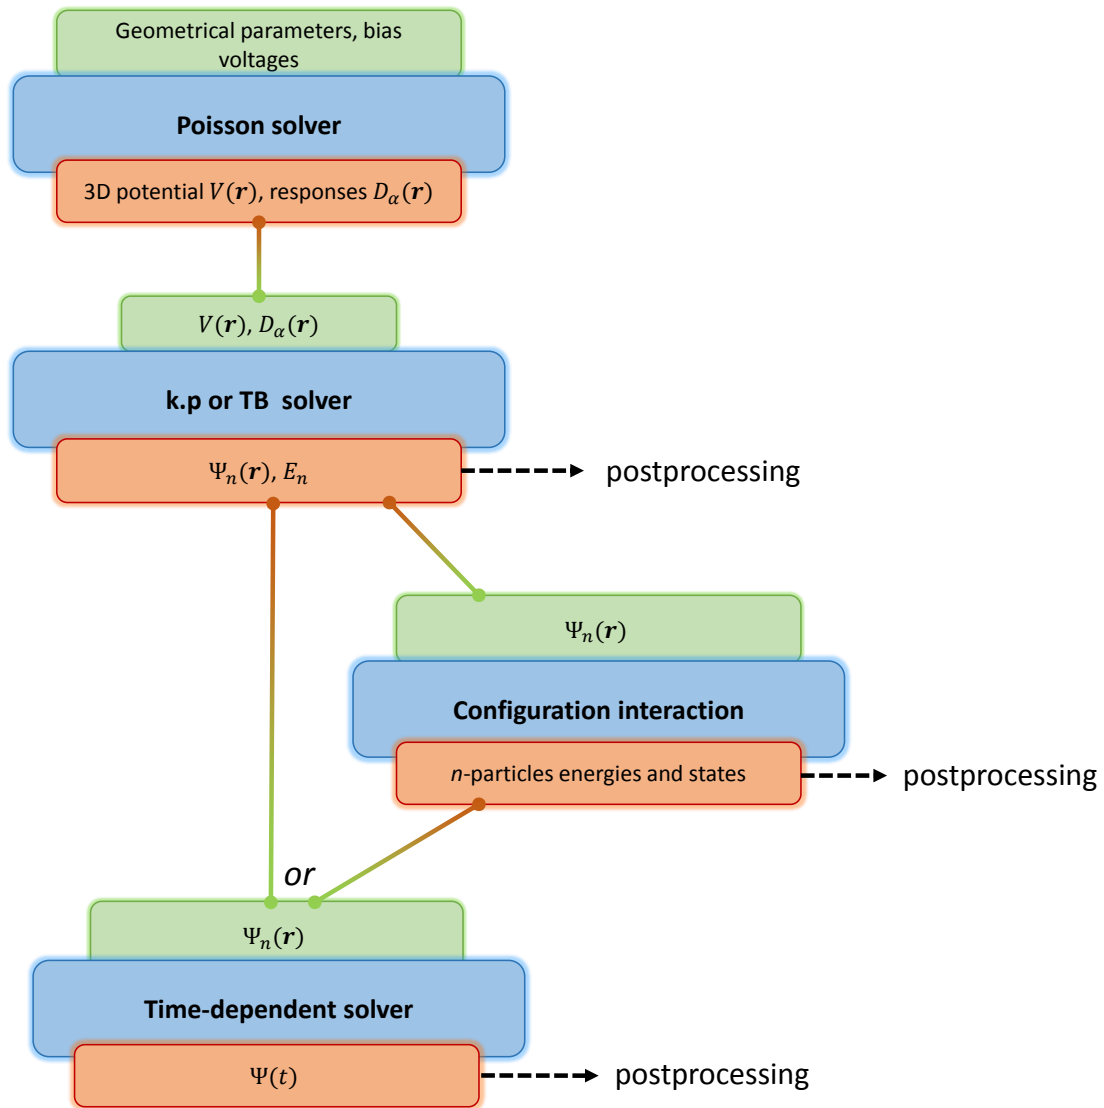 Geometrical parameters, bias
voltages
Poisson solver
3D potential V(r), responses Dα(r)
V(r), Dα(r)
k.p or TB solver
Ψn(r), En
postprocessing
Ψn(r)
Configuration interaction
n-particles energies and states
postprocessing
or
Ψn(r)
Time-dependent solver
Ψ(t)
postprocessing